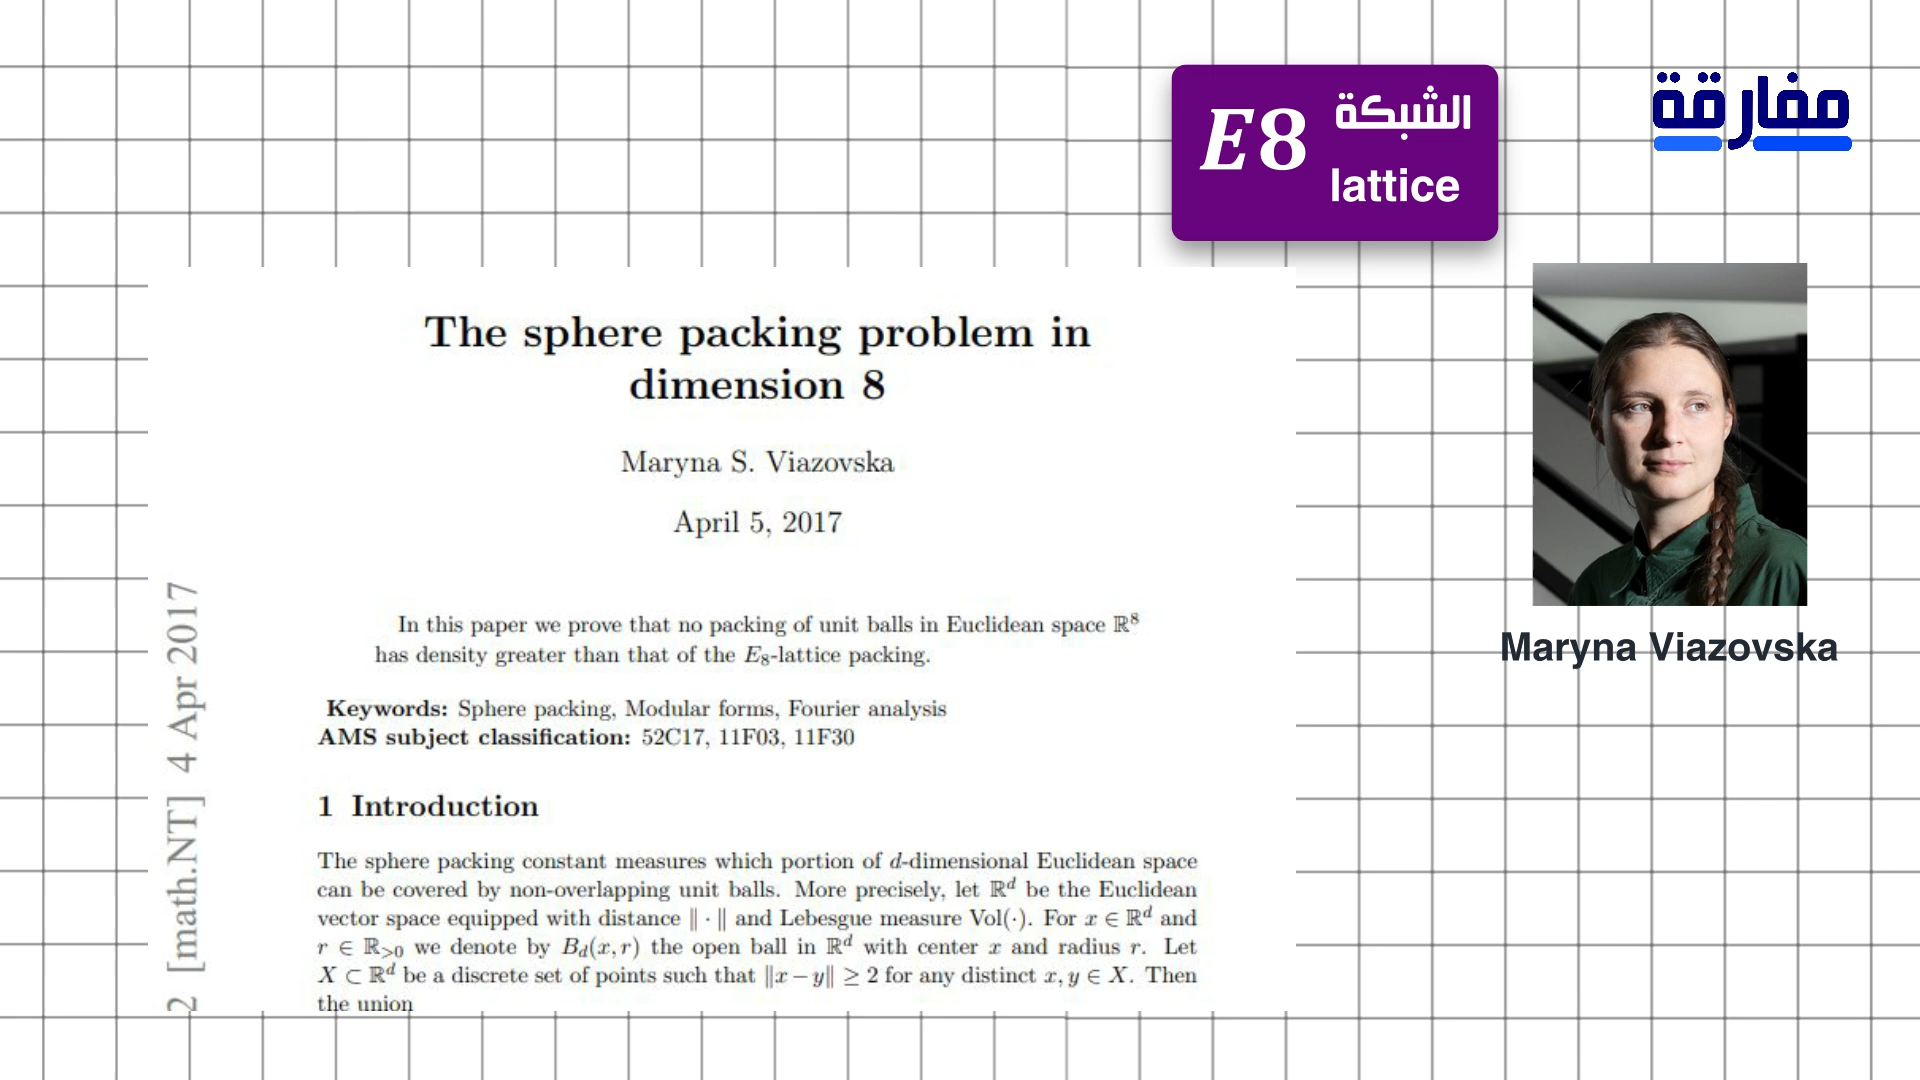 E8 الشبكة
lattice
مفارقة
The sphere packing problem in
dimension 8
Maryna S. Viazovska
April 5, 2017
In this paper we prove that no packing of unit balls in Euclidean space ℝ⁸
has density greater than that of the E₈-lattice packing.
Keywords: Sphere packing, Modular forms, Fourier analysis
AMS subject classification: 52C17, 11F03, 11F30
1 Introduction
The sphere packing constant measures which portion of d-dimensional Euclidean space
can be covered by non-overlapping unit balls. More precisely, let ℝᵈ be the Euclidean
vector space equipped with distance ‖ · ‖ and Lebesgue measure Vol(·). For x ∈ ℝᵈ and
r ∈ ℝ>0 we denote by B_d(x, r) the open ball in ℝᵈ with center x and radius r. Let
X ⊂ ℝᵈ be a discrete set of points such that ‖x − y‖ ≥ 2 for any distinct x, y ∈ X. Then
the union
2 [math.NT] 4 Apr 2017
Maryna Viazovska